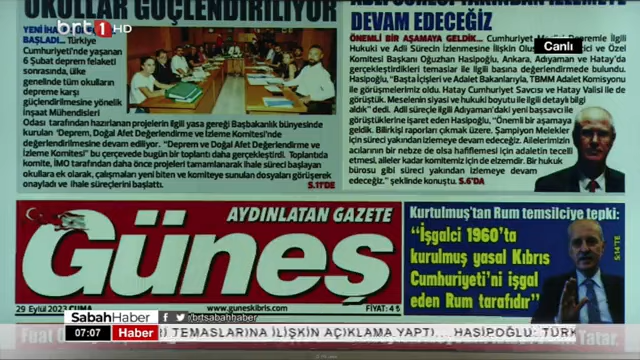 brt 1 HD
OKULLAR GÜÇLENDİRİLİYOR
YENİ İHA
BAŞLADI... Türkiye
Cumhuriyeti'nde yaşanan
6 Şubat deprem felaketi
sonrasında, ülke
genelinde tüm okulların
depreme karşı
güçlendirilmesine yönelik
İnşaat Mühendisleri
Odası tarafından hazırlanan projelerin ilgili yasa gereği Başbakanlık bünyesinde
kurulan 'Deprem, Doğal Afet Değerlendirme ve İzleme Komitesi'nde
değerlendirilmesine devam ediliyor. "Deprem ve Doğal Afet Değerlendirme ve
İzleme Komitesi" bu çerçevede bugün bir toplantı daha gerçekleştirdi. Toplantıda
komite, İMO tarafından daha önce projeleri tamamlanarak ihale süreci başlayan
okullara ek olarak, çalışmaları yeni biten ve komiteye sunulan dosyaları görüşerek
onayladı ve ihale süreçlerini başlattı. S.11'DE
DEVAM EDECEĞİZ
Canlı
ÖNEMLİ BİR AŞAMAYA GELDİK... Cumhuriyet Meclisi Depremle İlgili
Hukuki ve Adli Sürecin İzlenmesine İlişkin Geçici ve Özel
Komitesi Başkanı Oğuzhan Hasipoğlu, Ankara, Adıyaman ve Hatay'da
gerçekleştirdikleri temaslar ile ilgili basına değerlendirmede bulundu.
Hasipoğlu, "Başta İçişleri ve Adalet Bakanlarıyla, TBMM Adalet Komisyonu
ile görüşmelerimiz oldu. Hatay Cumhuriyet Savcısı ve Hatay Valisi ile de
görüştük. Meselenin siyasi ve hukuki boyutu ile ilgili detaylı bilgi
aldık" dedi. Adli süreçle ilgili Adıyaman'daki yeni başsavcı ile
görüştüklerine işaret eden Hasipoğlu, "Önemli bir aşamaya
geldik. Bilirkişi raporları çıkmak üzere. Şampiyon Melekler
için süreci yakından izlemeye devam edeceğiz. Ailelerimizin
acılarının bir nebze de olsa hafiflemesi için adaletin tecelli
etmesi, aileler kadar komitemiz için de elzemdir. Bir hukuk
bürosu gibi süreci yakından izlemeye devam
edeceğiz." şeklinde konuştu. S.6'DA
AYDINLATAN GAZETE
Güneş
29 Eylül 2023 CUMA
www.guneskibris.com
FİYAT: 4 ₺
Kurtulmuş'tan Rum temsilciye tepki:
"İşgalci 1960'ta
kurulmuş yasal Kıbrıs
Cumhuriyeti'ni işgal
eden Rum tarafıdır"
S:14'TE
SabahHaber
/brtsabahhaber
07:07 Haber
) TEMASLARINA İLİŞKİN AÇIKLAMA YAPTI... HASİPOĞLU: TÜRK
Tatar,